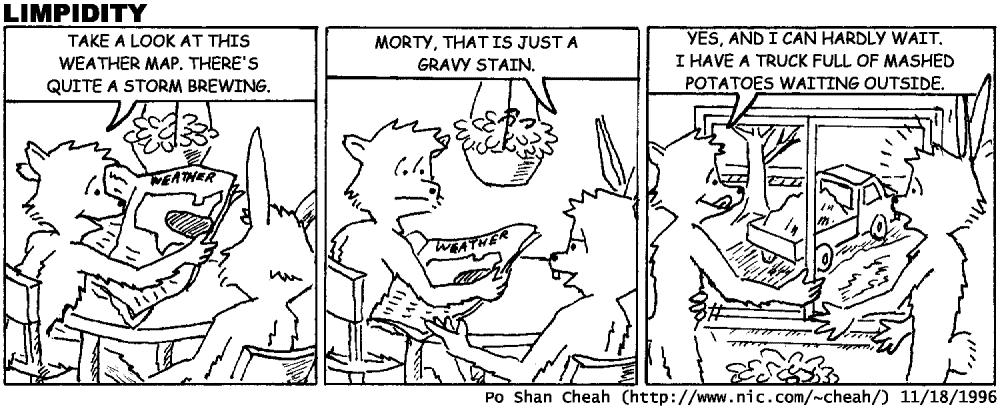 LIMPIDITY
TAKE A LOOK AT THIS
WEATHER MAP. THERE'S
QUITE A STORM BREWING.
WEATHER
MORTY, THAT IS JUST A
GRAVY STAIN.
WEATHER
YES, AND I CAN HARDLY WAIT.
I HAVE A TRUCK FULL OF MASHED
POTATOES WAITING OUTSIDE.
Po Shan Cheah (http://www.nic.com/~cheah/) 11/18/1996